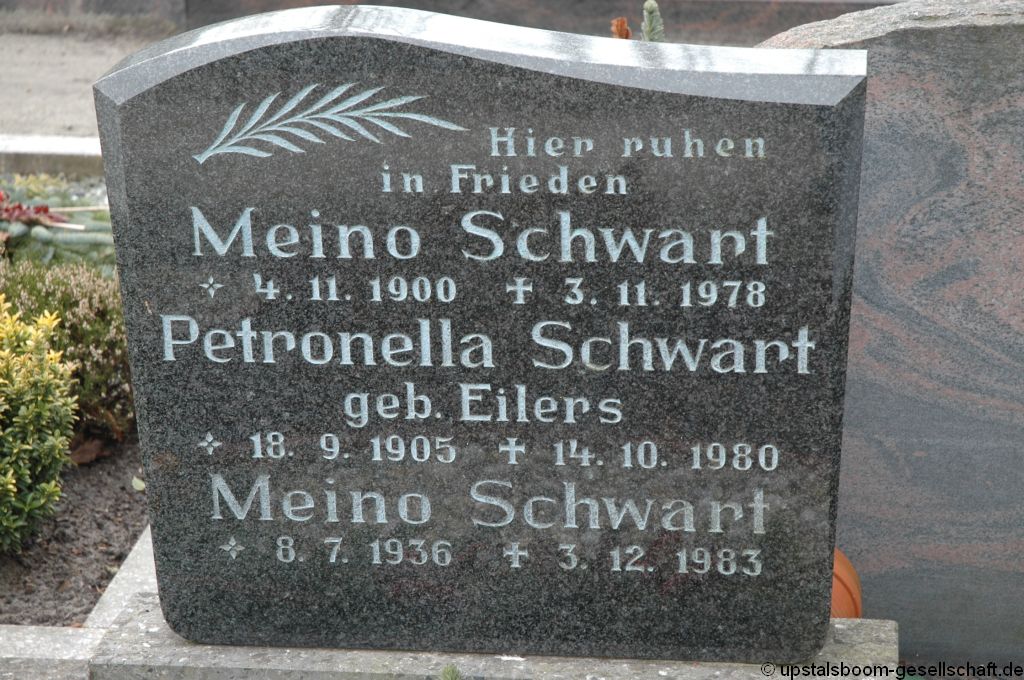 Hier ruhen
in Frieden
Meino Schwart
4. 11. 1900 ✝ 3. 11. 1978
Petronella Schwart
geb. Eilers
18. 9. 1905 ✝ 14. 10. 1980
Meino Schwart
8. 7. 1936 ✝ 3. 12. 1983
© upstalsboom-gesellschaft.de